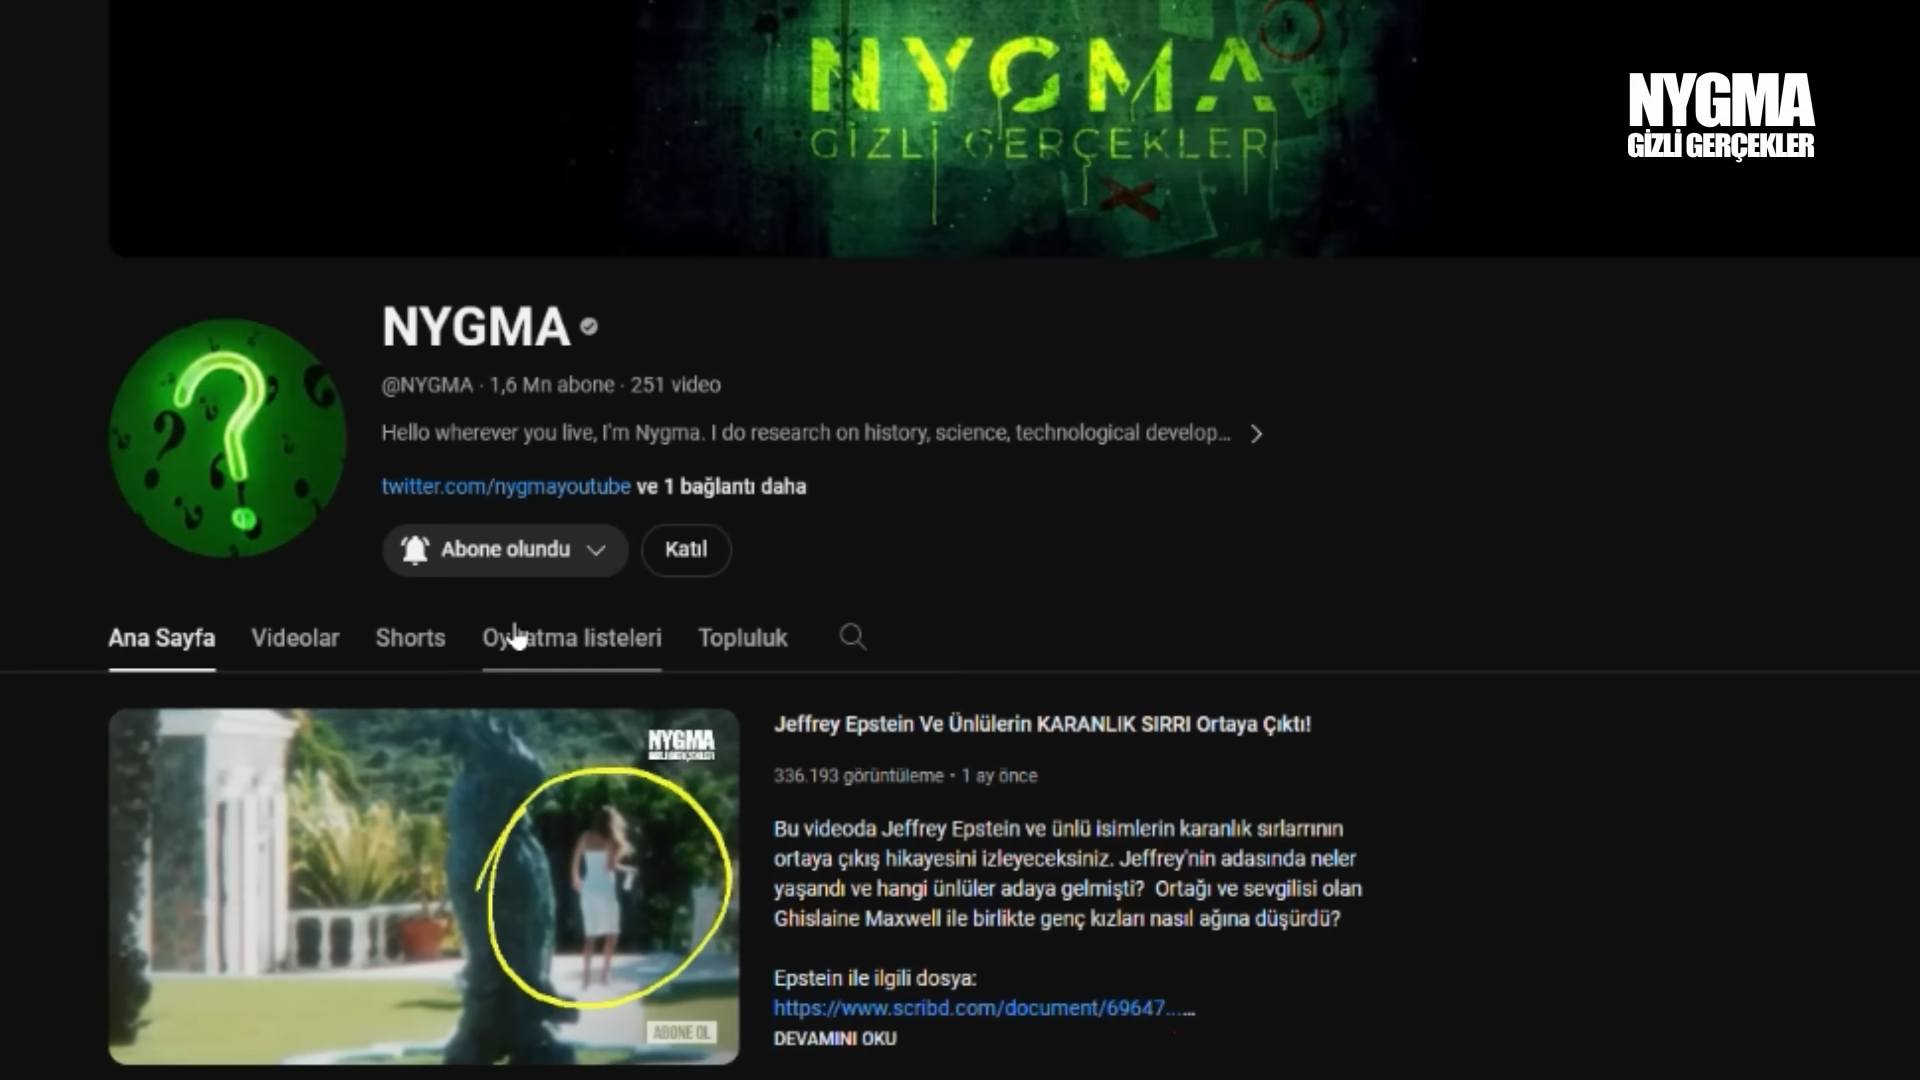 NYGMA
GİZLİ GERÇEKLER
NYGMA
GİZLİ GERÇEKLER
NYGMA
@NYGMA · 1,6 Mn abone · 251 video
Hello wherever you live, I'm Nygma. I do research on history, science, technological develop...
twitter.com/nygmayoutube ve 1 bağlantı daha
Abone olundu
Katıl
Ana Sayfa Videolar Shorts Oynatma listeleri Topluluk
NYGMA
GİZLİ GERÇEKLER
ABONE OL
Jeffrey Epstein Ve Ünlülerin KARANLIK SIRRI Ortaya Çıktı!
336.193 görüntüleme • 1 ay önce
Bu videoda Jeffrey Epstein ve ünlü isimlerin karanlık sırlarrının
ortaya çıkış hikayesini izleyeceksiniz. Jeffrey'nin adasında neler
yaşandı ve hangi ünlüler adaya gelmişti? Ortağı ve sevgilisi olan
Ghislaine Maxwell ile birlikte genç kızları nasıl ağına düşürdü?
Epstein ile ilgili dosya:
https://www.scribd.com/document/69647......
DEVAMINI OKU